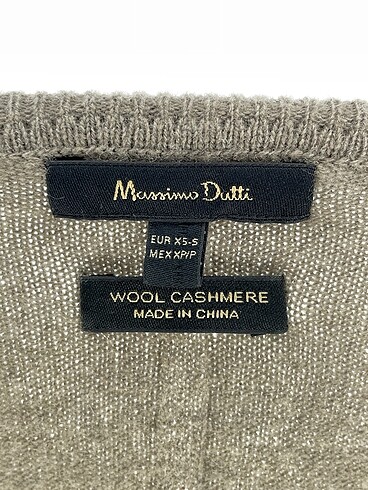 Massimo Dutti
EUR XS-S
MEX XP/P
WOOL CASHMERE
MADE IN CHINA